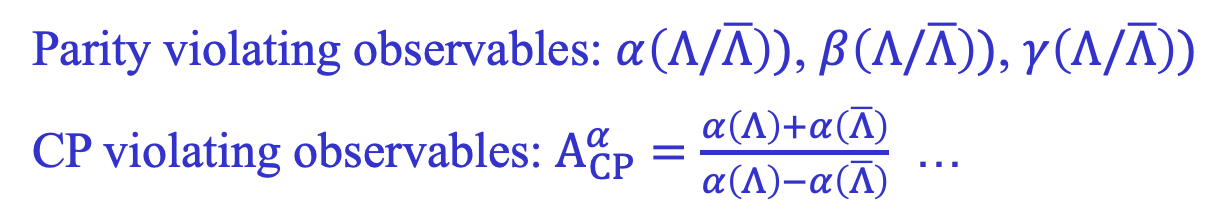 Parity violating observables: α(Λ/Λ̅)), β(Λ/Λ̅)), γ(Λ/Λ̅))
CP violating observables: A^α_CP = (α(Λ)+α(Λ̅))/(α(Λ)−α(Λ̅)) ...